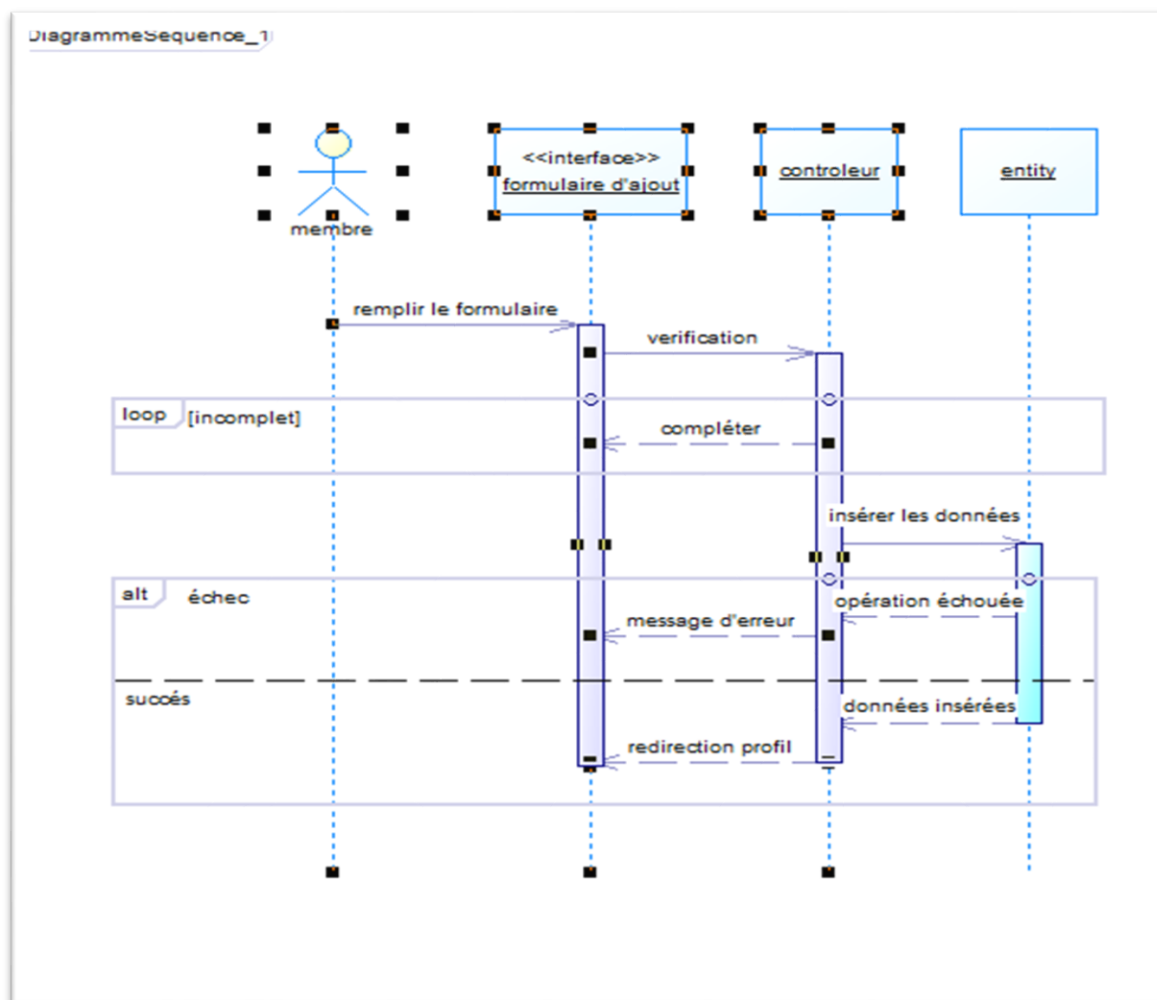 DiagrammeSequence_1
<<interface>>
formulaire d'ajout
controleur
entity
membre
remplir le formulaire
verification
loop [incomplet]
compléter
insérer les données
alt échec
opération échouée
message d'erreur
succés
données insérées
redirection profil